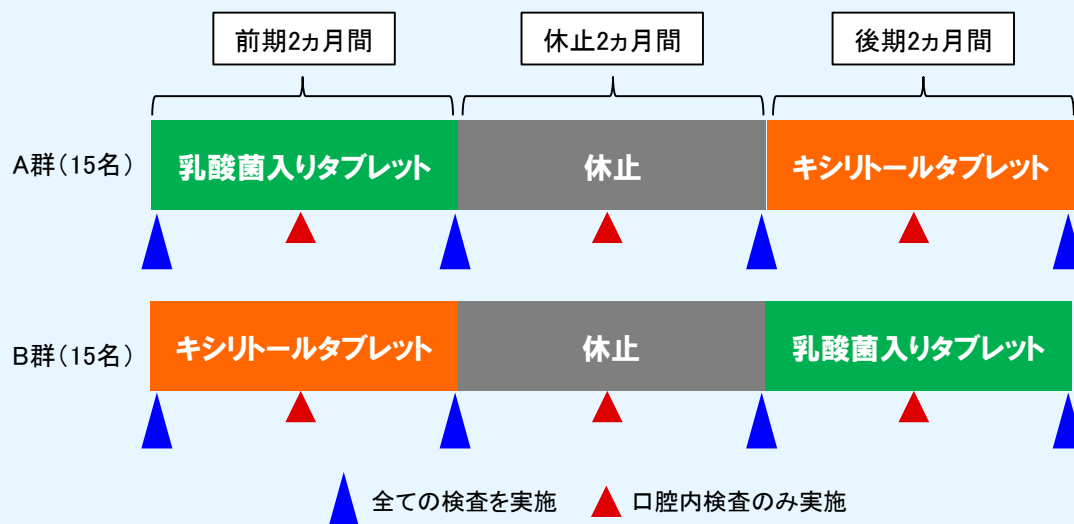 前期2ヵ月間
休止2ヵ月間
後期2ヵ月間
A群(15名)
乳酸菌入りタブレット
休止
キシリトールタブレット
B群(15名)
キシリトールタブレット
休止
乳酸菌入りタブレット
全ての検査を実施
口腔内検査のみ実施